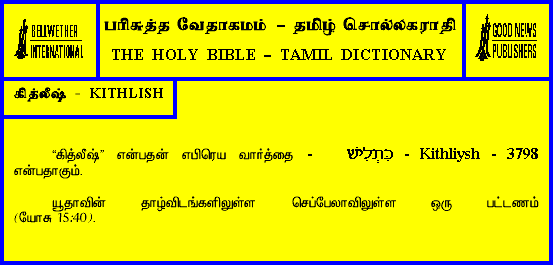 BELLWETHER
INTERNATIONAL
பரிசுத்த வேதாகமம் – தமிழ் சொல்லகராதி
THE HOLY BIBLE – TAMIL DICTIONARY
GOOD NEWS
PUBLISHERS
கித்லீஷ் - KITHLISH
“கித்லீஷ்” என்பதன் எபிரெய வார்த்தை - כִּתְלִישׁ - Kithliysh - 3798
என்பதாகும்.
யூதாவின் தாழ்விடங்களிலுள்ள செப்பேலாவிலுள்ள ஒரு பட்டணம்
(யோசு 15:40).